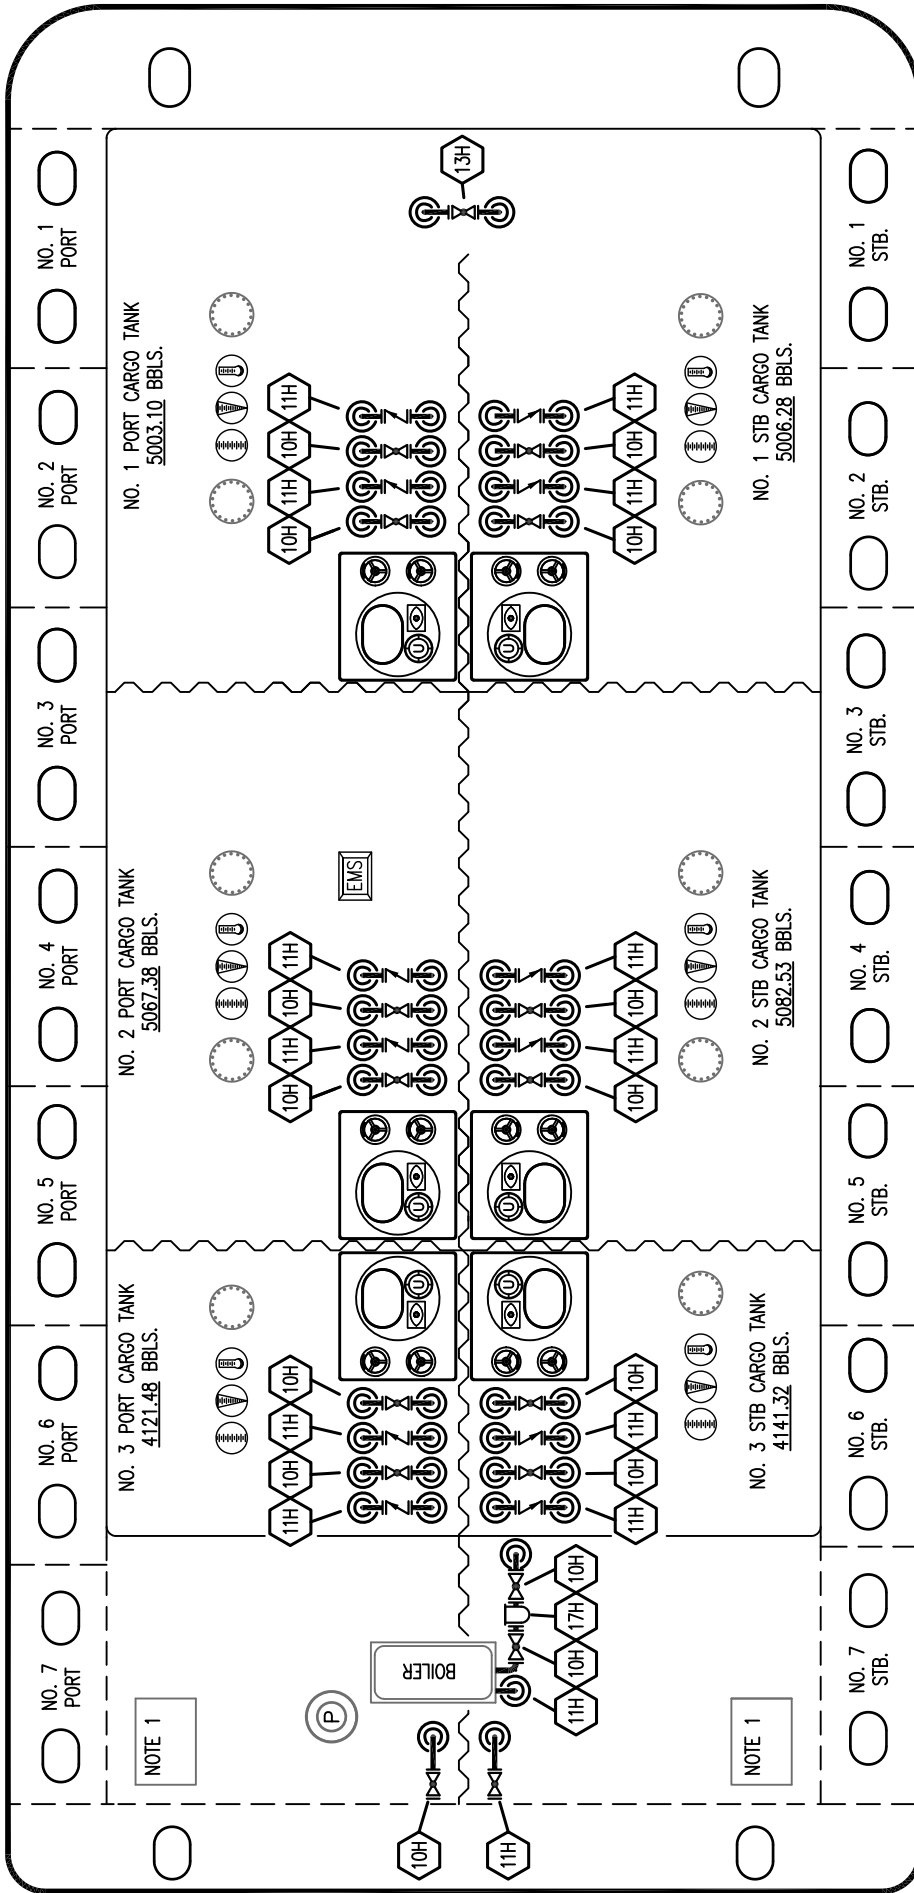 13H
NO. 1
PORT
NO. 1
STB.
NO. 1 PORT CARGO TANK
5003.10 BBLS.
NO. 1 STB CARGO TANK
5006.28 BBLS.
11H
10H
11H
10H
11H
10H
11H
10H
NO. 2
PORT
NO. 2
STB.
U
U
NO. 3
PORT
NO. 3
STB.
EMS
NO. 2 PORT CARGO TANK
5067.38 BBLS.
NO. 2 STB CARGO TANK
5082.53 BBLS.
NO. 4
PORT
NO. 4
STB.
11H
10H
11H
10H
11H
10H
11H
10H
U
U
NO. 5
PORT
NO. 5
STB.
U
U
NO. 3 PORT CARGO TANK
4121.48 BBLS.
NO. 3 STB CARGO TANK
4141.32 BBLS.
10H
11H
10H
11H
10H
11H
10H
11H
NO. 6
PORT
NO. 6
STB.
10H
17H
10H
11H
BOILER
P
NO. 7
PORT
NO. 7
STB.
NOTE 1
NOTE 1
10H
11H